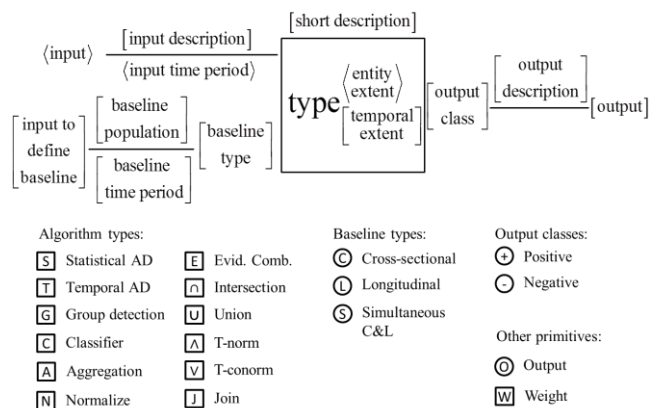 [short description]
⟨input⟩ [input description]
⟨input time period⟩
type ⟨entity extent⟩
[temporal extent]
[output class]
[output description]
[output]
[input to define baseline]
[baseline population]
[baseline time period]
[baseline type]
Algorithm types:
S Statistical AD
T Temporal AD
G Group detection
C Classifier
A Aggregation
N Normalize
E Evid. Comb.
∩ Intersection
U Union
Λ T-norm
V T-conorm
J Join
Baseline types:
C Cross-sectional
L Longitudinal
S Simultaneous
C&L
Output classes:
+ Positive
- Negative
Other primitives:
O Output
W Weight